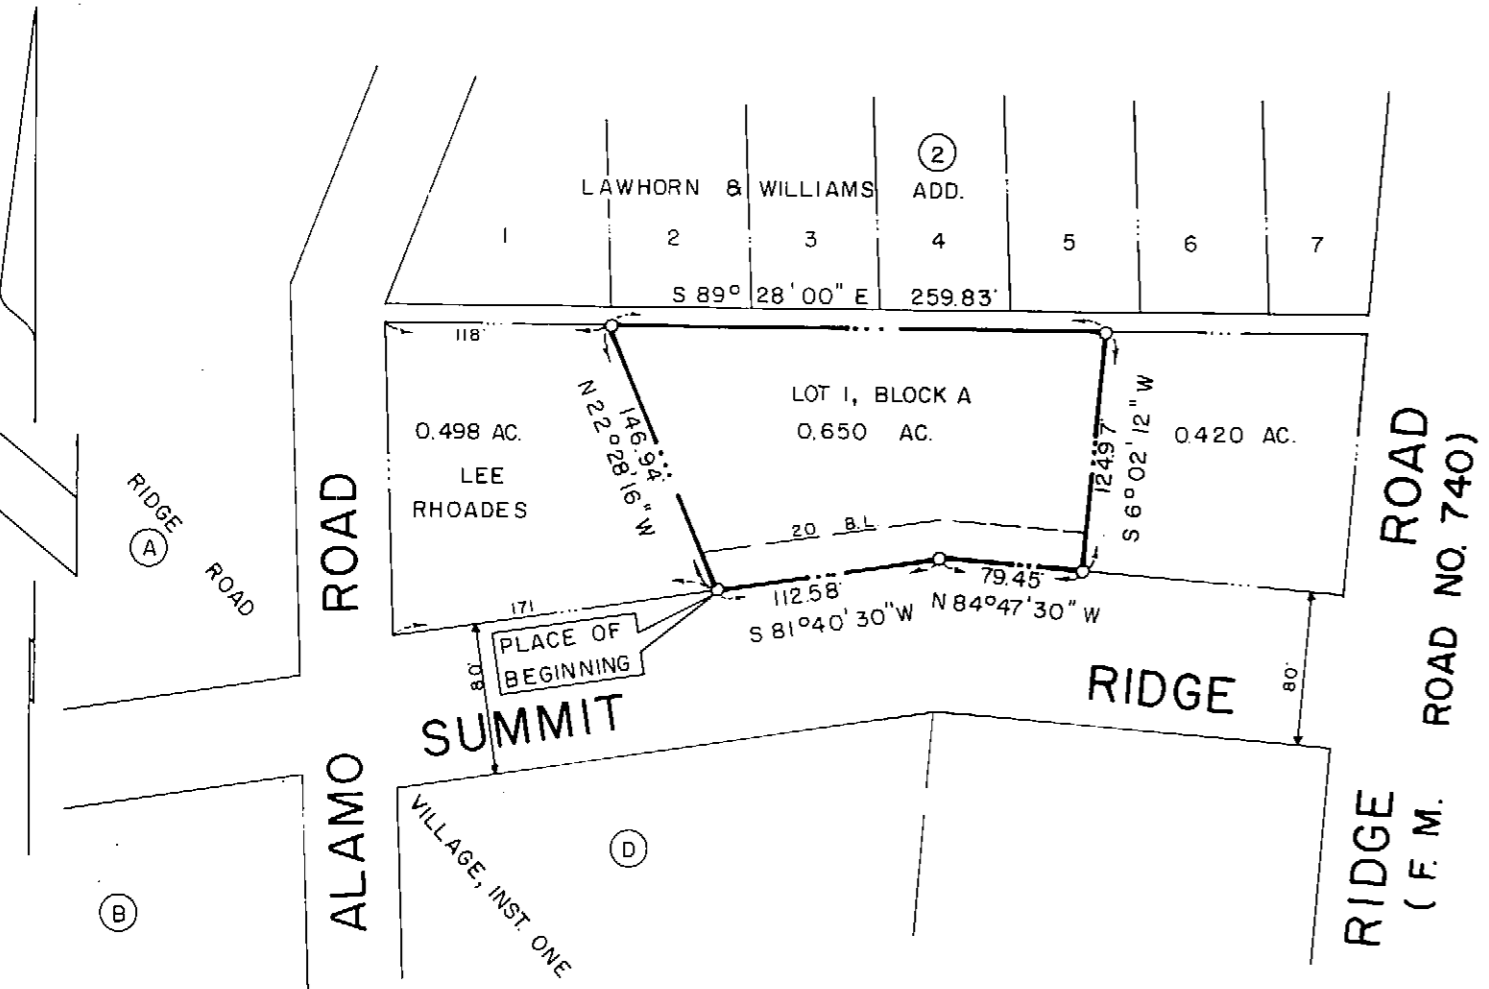 2
LAWHORN & WILLIAMS ADD.
1 2 3 4 5 6 7
S 89° 28' 00" E 259.83'
118'
LOT 1, BLOCK A
0.650 AC.
0.498 AC.
LEE
RHOADES
146.94'
N 22° 28' 16" W
124.97'
S 6° 02' 12" W
0.420 AC.
20 B.L.
171
112.58'
S 81° 40' 30" W
79.45'
N 84° 47' 30" W
PLACE OF
BEGINNING
80'
80'
SUMMIT RIDGE
RIDGE
A
ROAD
ALAMO ROAD
RIDGE ROAD
( F. M. ROAD NO. 740)
VILLAGE, INST. ONE
D
B